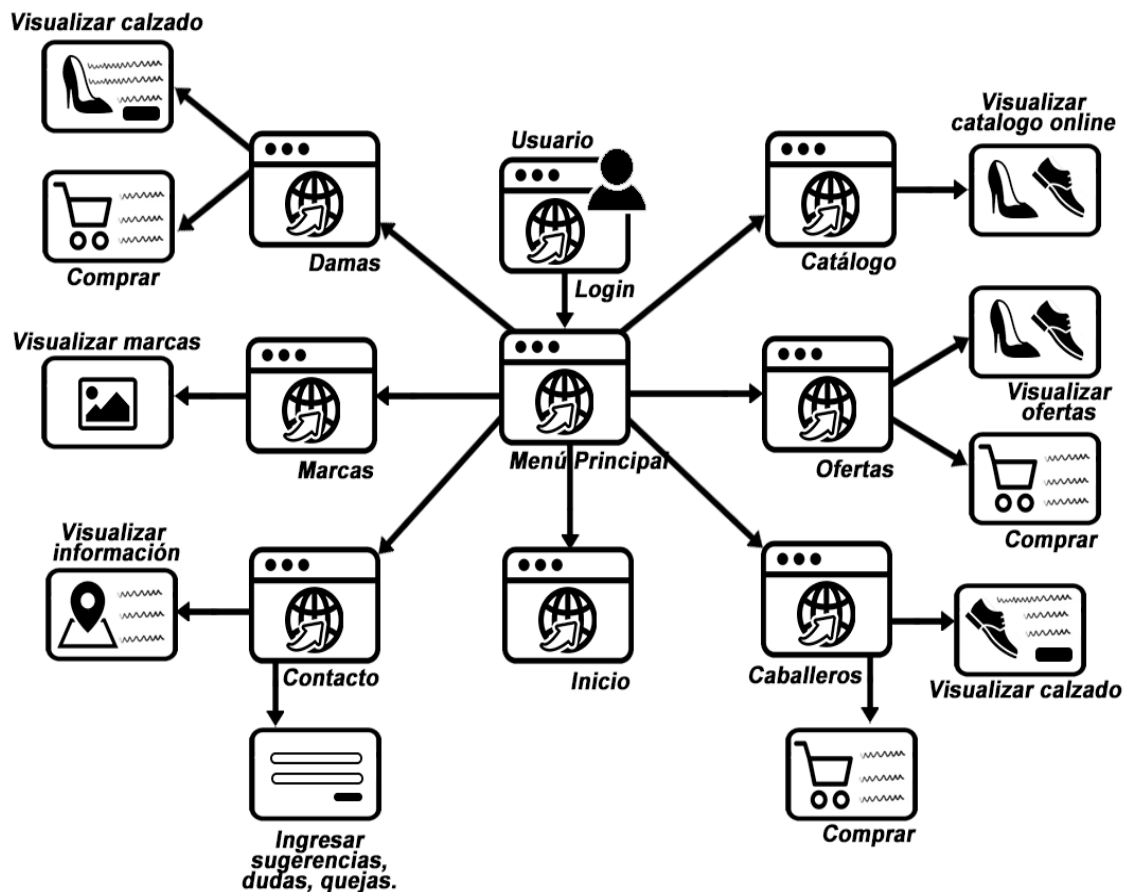 Visualizar calzado
Comprar
Damas
Usuario
Login
Visualizar
catalogo online
Catálogo
Visualizar marcas
Marcas
Menú Principal
Ofertas
Visualizar
ofertas
Comprar
Visualizar
información
Contacto
Inicio
Caballeros
Visualizar calzado
Ingresar
sugerencias,
dudas, quejas.
Comprar